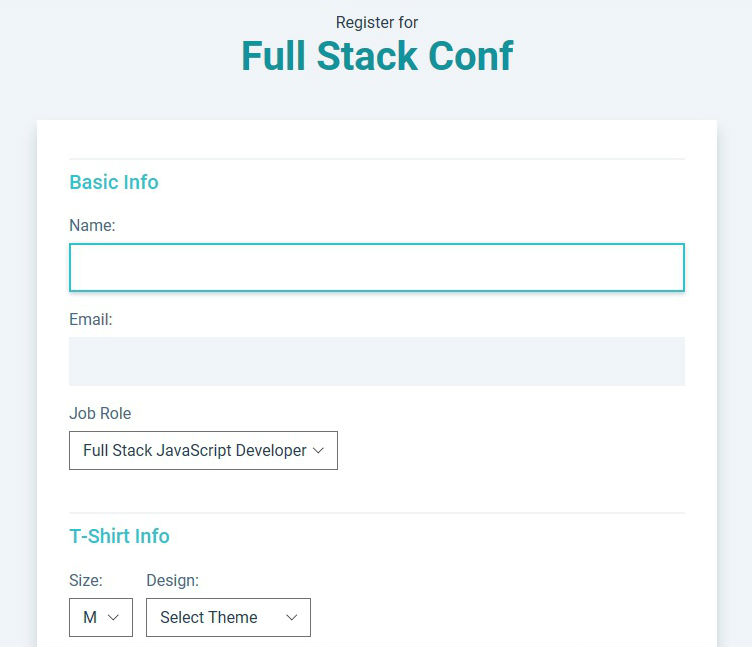 Register for
Full Stack Conf
Basic Info
Name:
Email:
Job Role
Full Stack JavaScript Developer
T-Shirt Info
Size: Design:
M Select Theme